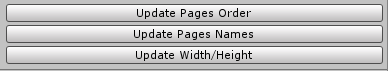 Update Pages Order
Update Pages Names
Update Width/Height